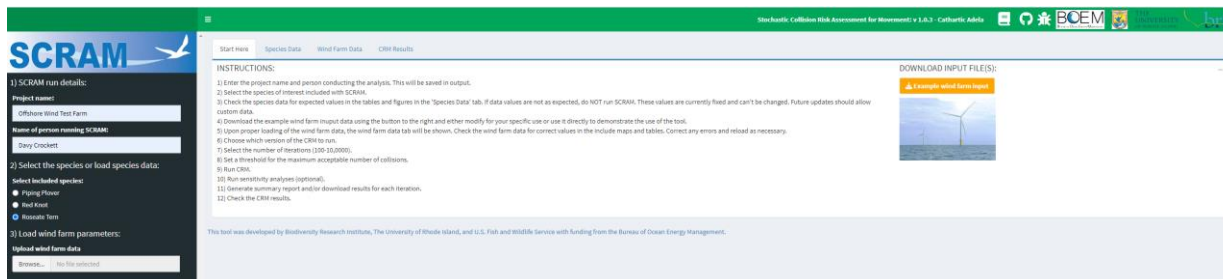 Stochastic Collision Risk Assessment for Movement: v 1.0.3 - Cathartic Adela
BOEM
SCRAM
1) SCRAM run details:
Project name:
Offshore Wind Test Farm
Name of person running SCRAM:
Davy Crockett
2) Select the species or load species data:
Select included species:
Piping Plover
Red Knot
Roseate Tern
3) Load wind farm parameters:
Upload wind farm data
Browse... No file selected
Start Here Species Data Wind Farm Data CRM Results
INSTRUCTIONS:
1) Enter the project name and person conducting the analysis. This will be saved in output.
2) Select the species of interest included with SCRAM.
3) Check the species data for expected values in the tables and figures in the 'Species Data' tab. If data values are not as expected, do NOT run SCRAM. These values are currently fixed and can't be changed. Future updates should allow
custom data.
4) Download the example wind farm inuput data using the button to the right and either modify for your specific use or use it directly to demonstrate the use of the tool.
5) Upon proper loading of the wind farm data, the wind farm data tab will be shown. Check the wind farm data for correct values in the include maps and tables. Correct any errors and reload as necessary.
6) Choose which version of the CRM to run.
7) Select the number of iterations (100-10,0000).
8) Set a threshold for the maximum acceptable number of collisions.
9) Run CRM.
10) Run sensitivity analyses (optional).
11) Generate summary report and/or download results for each iteration.
12) Check the CRM results.
DOWNLOAD INPUT FILE(S):
Example wind farm input
This tool was developed by Biodiversity Research Institute, The University of Rhode Island, and U.S. Fish and Wildlife Service with funding from the Bureau of Ocean Energy Management.